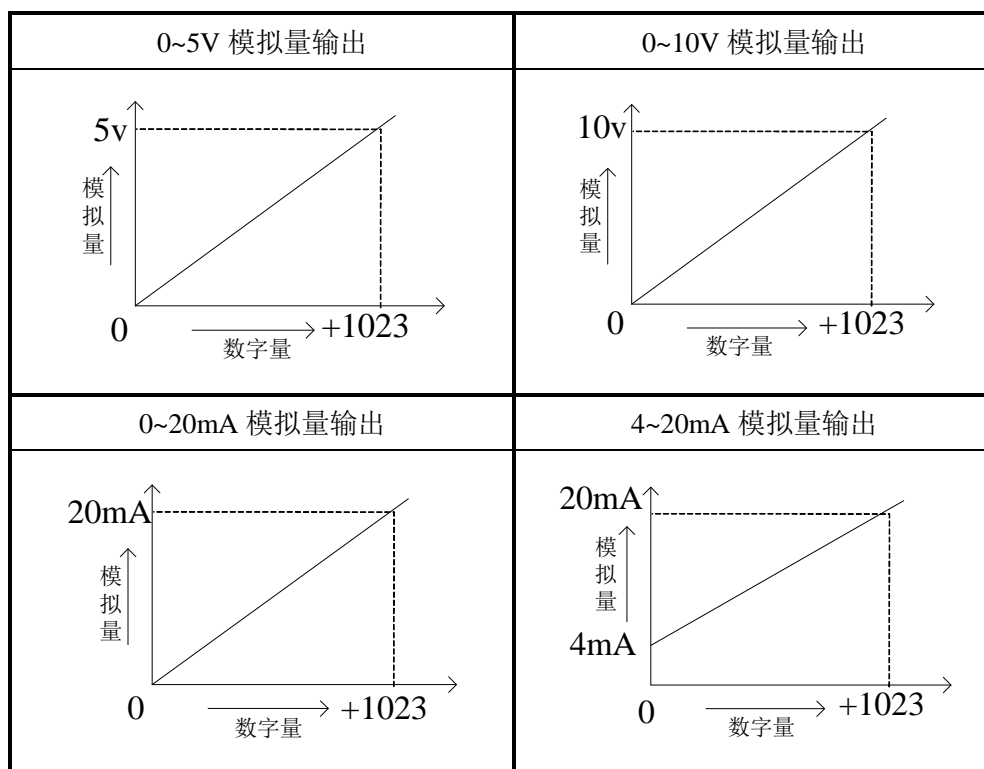 0~5V 模拟量输出
0~10V 模拟量输出
5v
模拟量
0
数字量
+1023
10v
模拟量
0
数字量
+1023
0~20mA 模拟量输出
4~20mA 模拟量输出
20mA
模拟量
0
数字量
+1023
20mA
模拟量
4mA
0
数字量
+1023